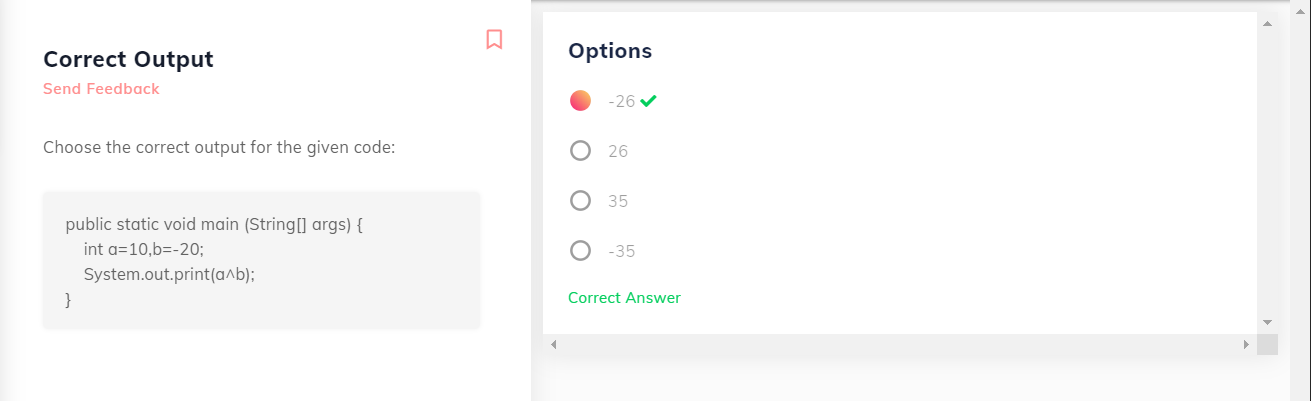 Correct Output
Send Feedback
Choose the correct output for the given code:
public static void main (String[] args) {
int a=10,b=-20;
System.out.print(a^b);
}
Options
-26
26
35
-35
Correct Answer